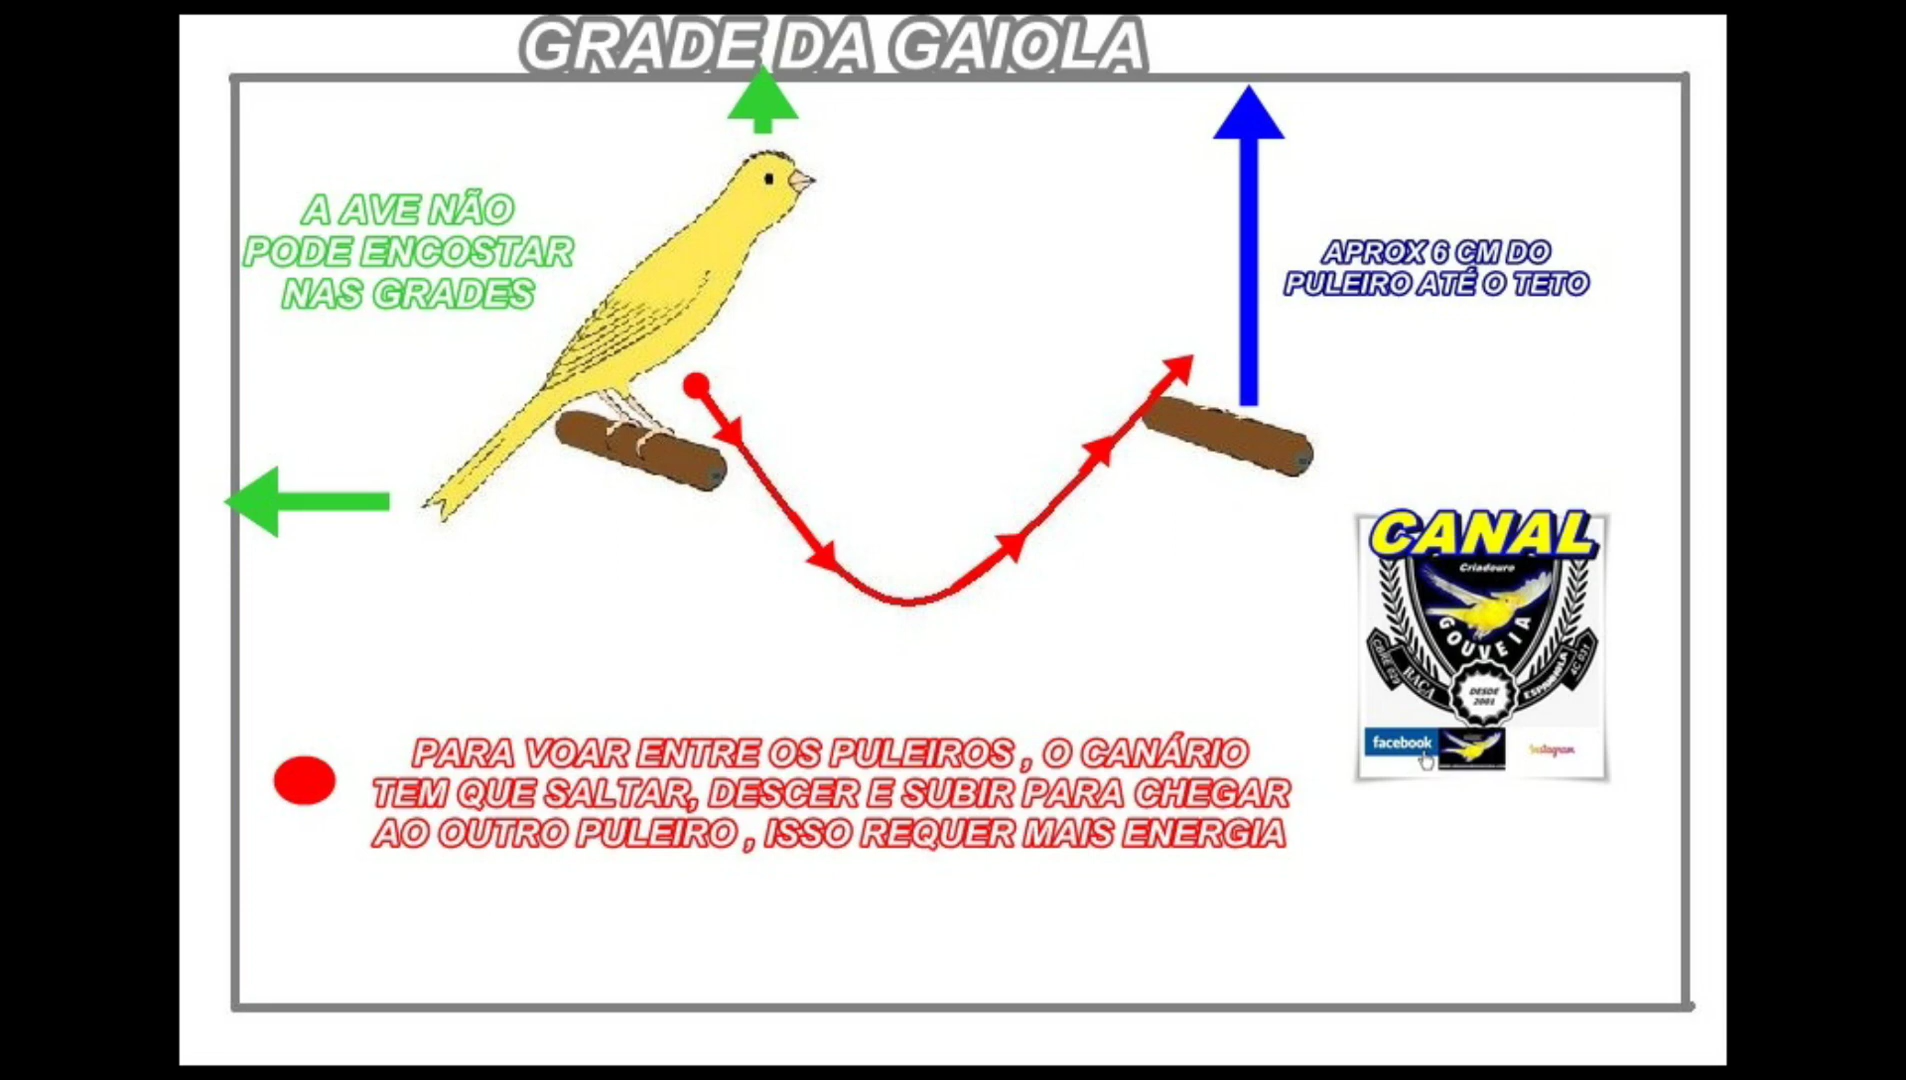 GRADE DA GAIOLA
A AVE NÃO
PODE ENCOSTAR
NAS GRADES
APROX 6 CM DO
PULEIRO ATÉ O TETO
CANAL
Criadouro
GOUVEIA
RAÇA
ESPANHOLA
4C 021
DESDE
2001
facebook
Instagram
PARA VOAR ENTRE OS PULEIROS , O CANÁRIO
TEM QUE SALTAR, DESCER E SUBIR PARA CHEGAR
AO OUTRO PULEIRO , ISSO REQUER MAIS ENERGIA